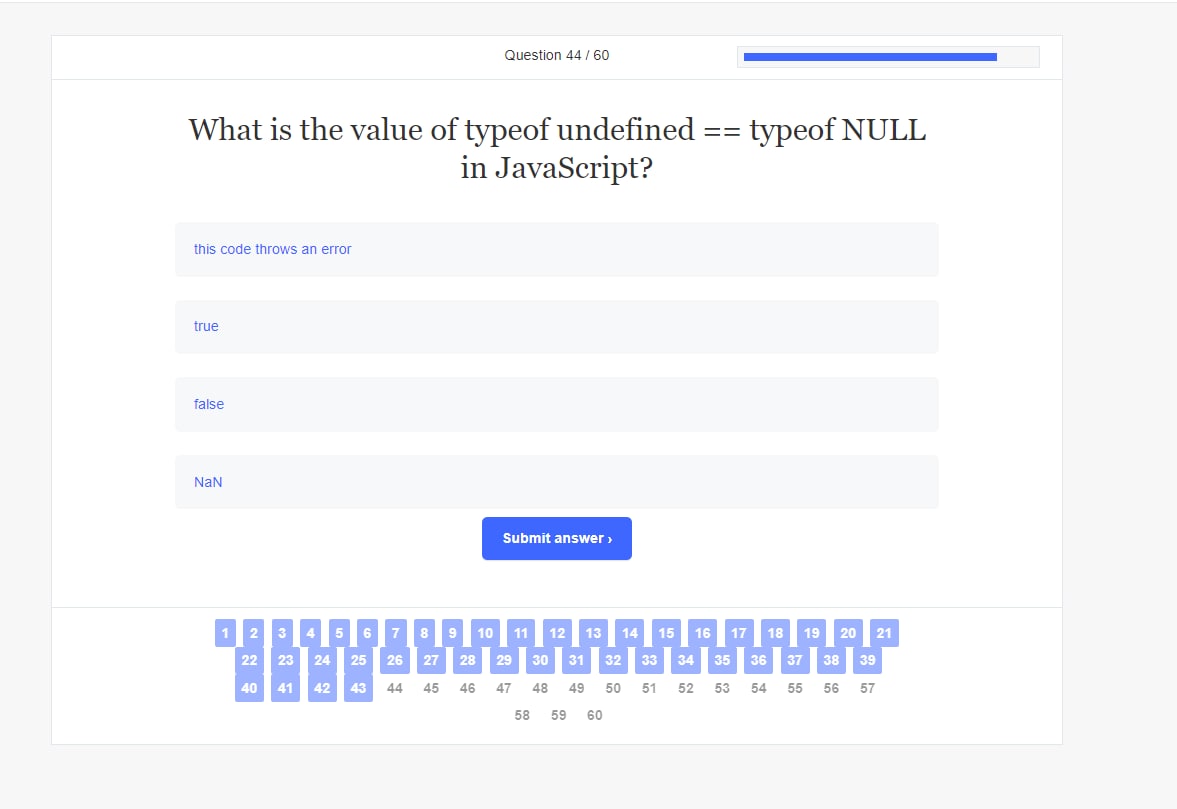 Question 44 / 60
What is the value of typeof undefined == typeof NULL
in JavaScript?
this code throws an error
true
false
NaN
Submit answer ›
1 2 3 4 5 6 7 8 9 10 11 12 13 14 15 16 17 18 19 20 21
22 23 24 25 26 27 28 29 30 31 32 33 34 35 36 37 38 39
40 41 42 43 44 45 46 47 48 49 50 51 52 53 54 55 56 57
58 59 60